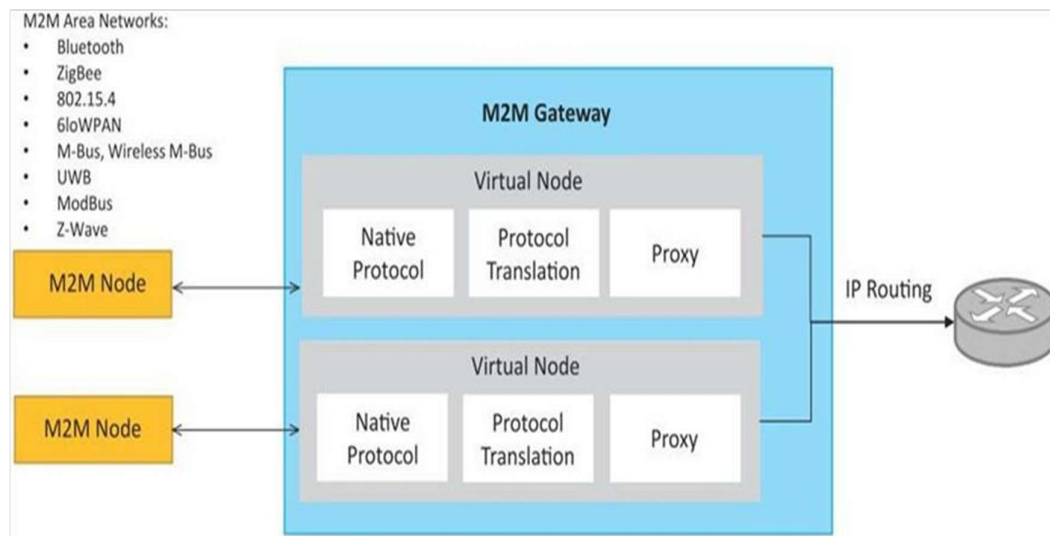 M2M Area Networks:
• Bluetooth
• ZigBee
• 802.15.4
• 6loWPAN
• M-Bus, Wireless M-Bus
• UWB
• ModBus
• Z-Wave
M2M Gateway
Virtual Node
Native
Protocol
Protocol
Translation
Proxy
M2M Node
IP Routing
Virtual Node
Native
Protocol
Protocol
Translation
Proxy
M2M Node